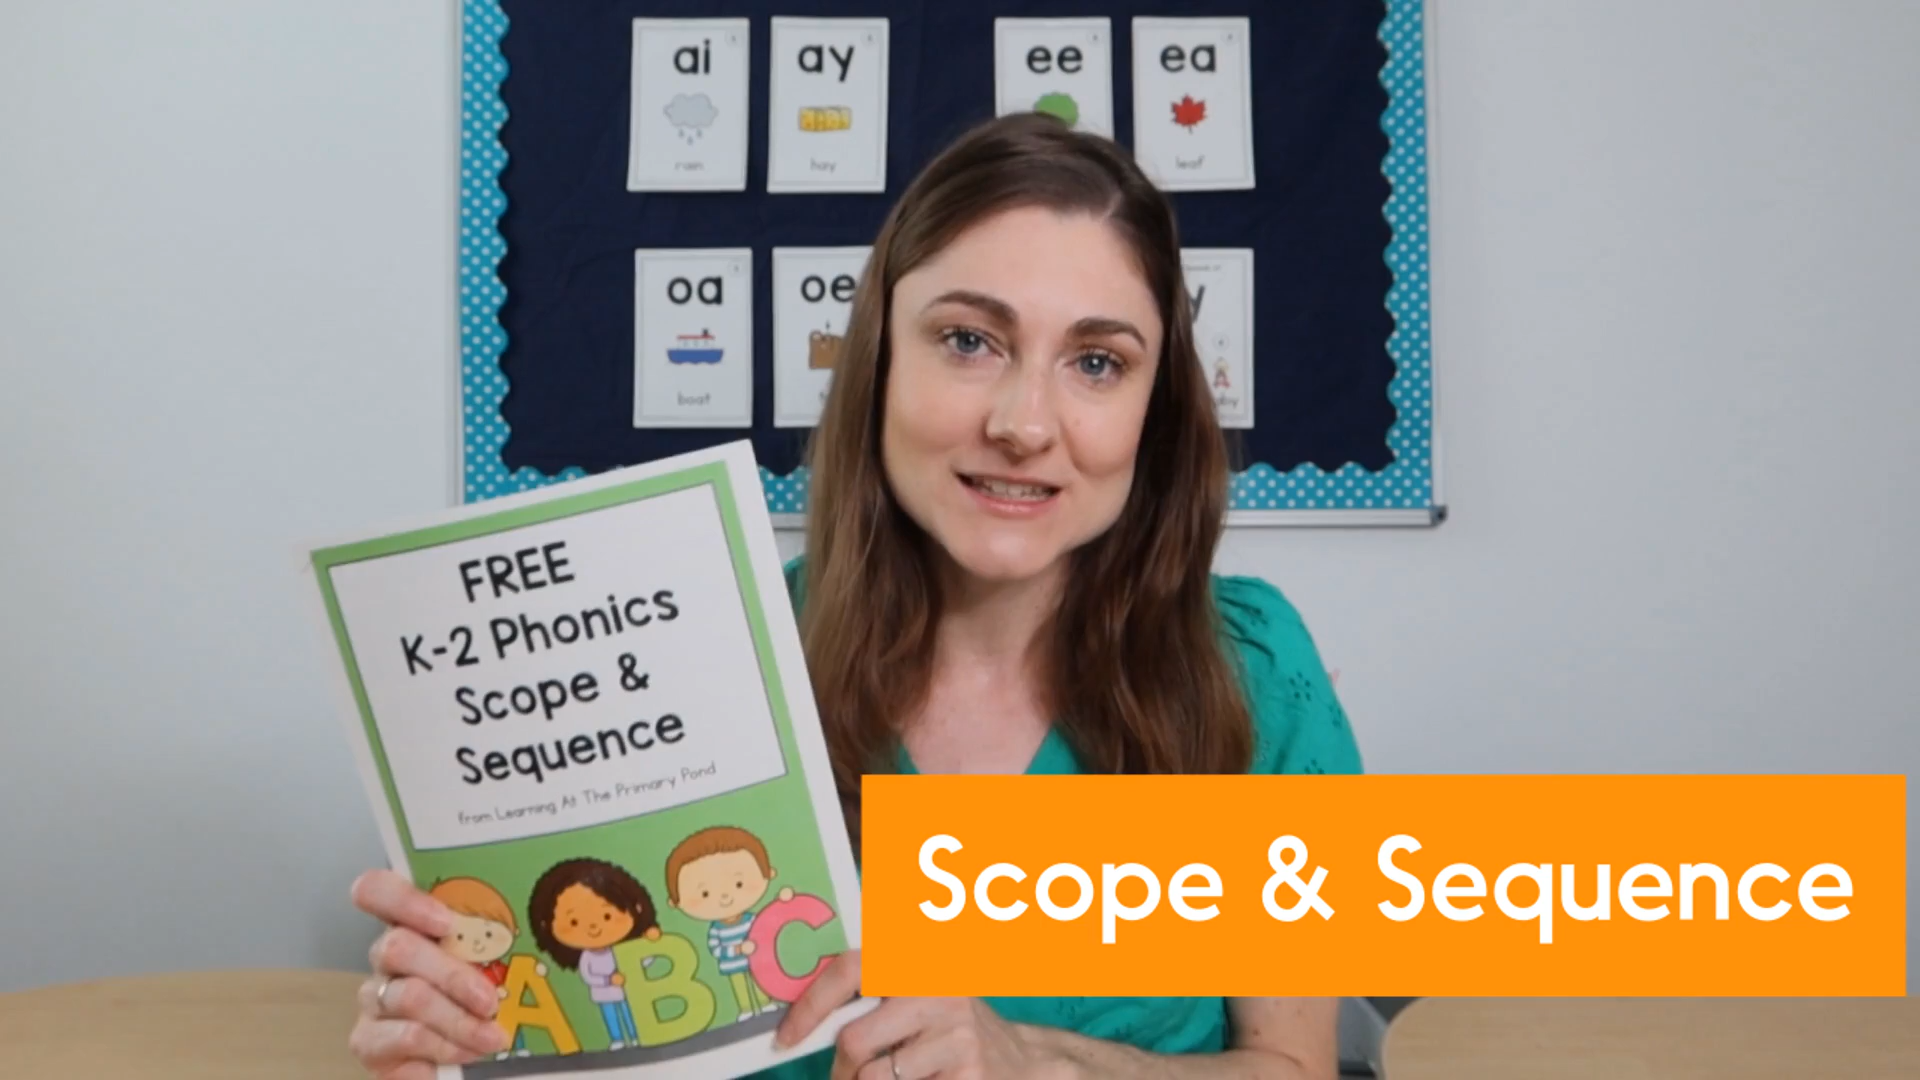 ai
ay
ee
ea
rain
hay
leaf
oa
oe
y
boat
FREE
K-2 Phonics
Scope &
Sequence
From Learning At The Primary Pond
ABC
Scope & Sequence